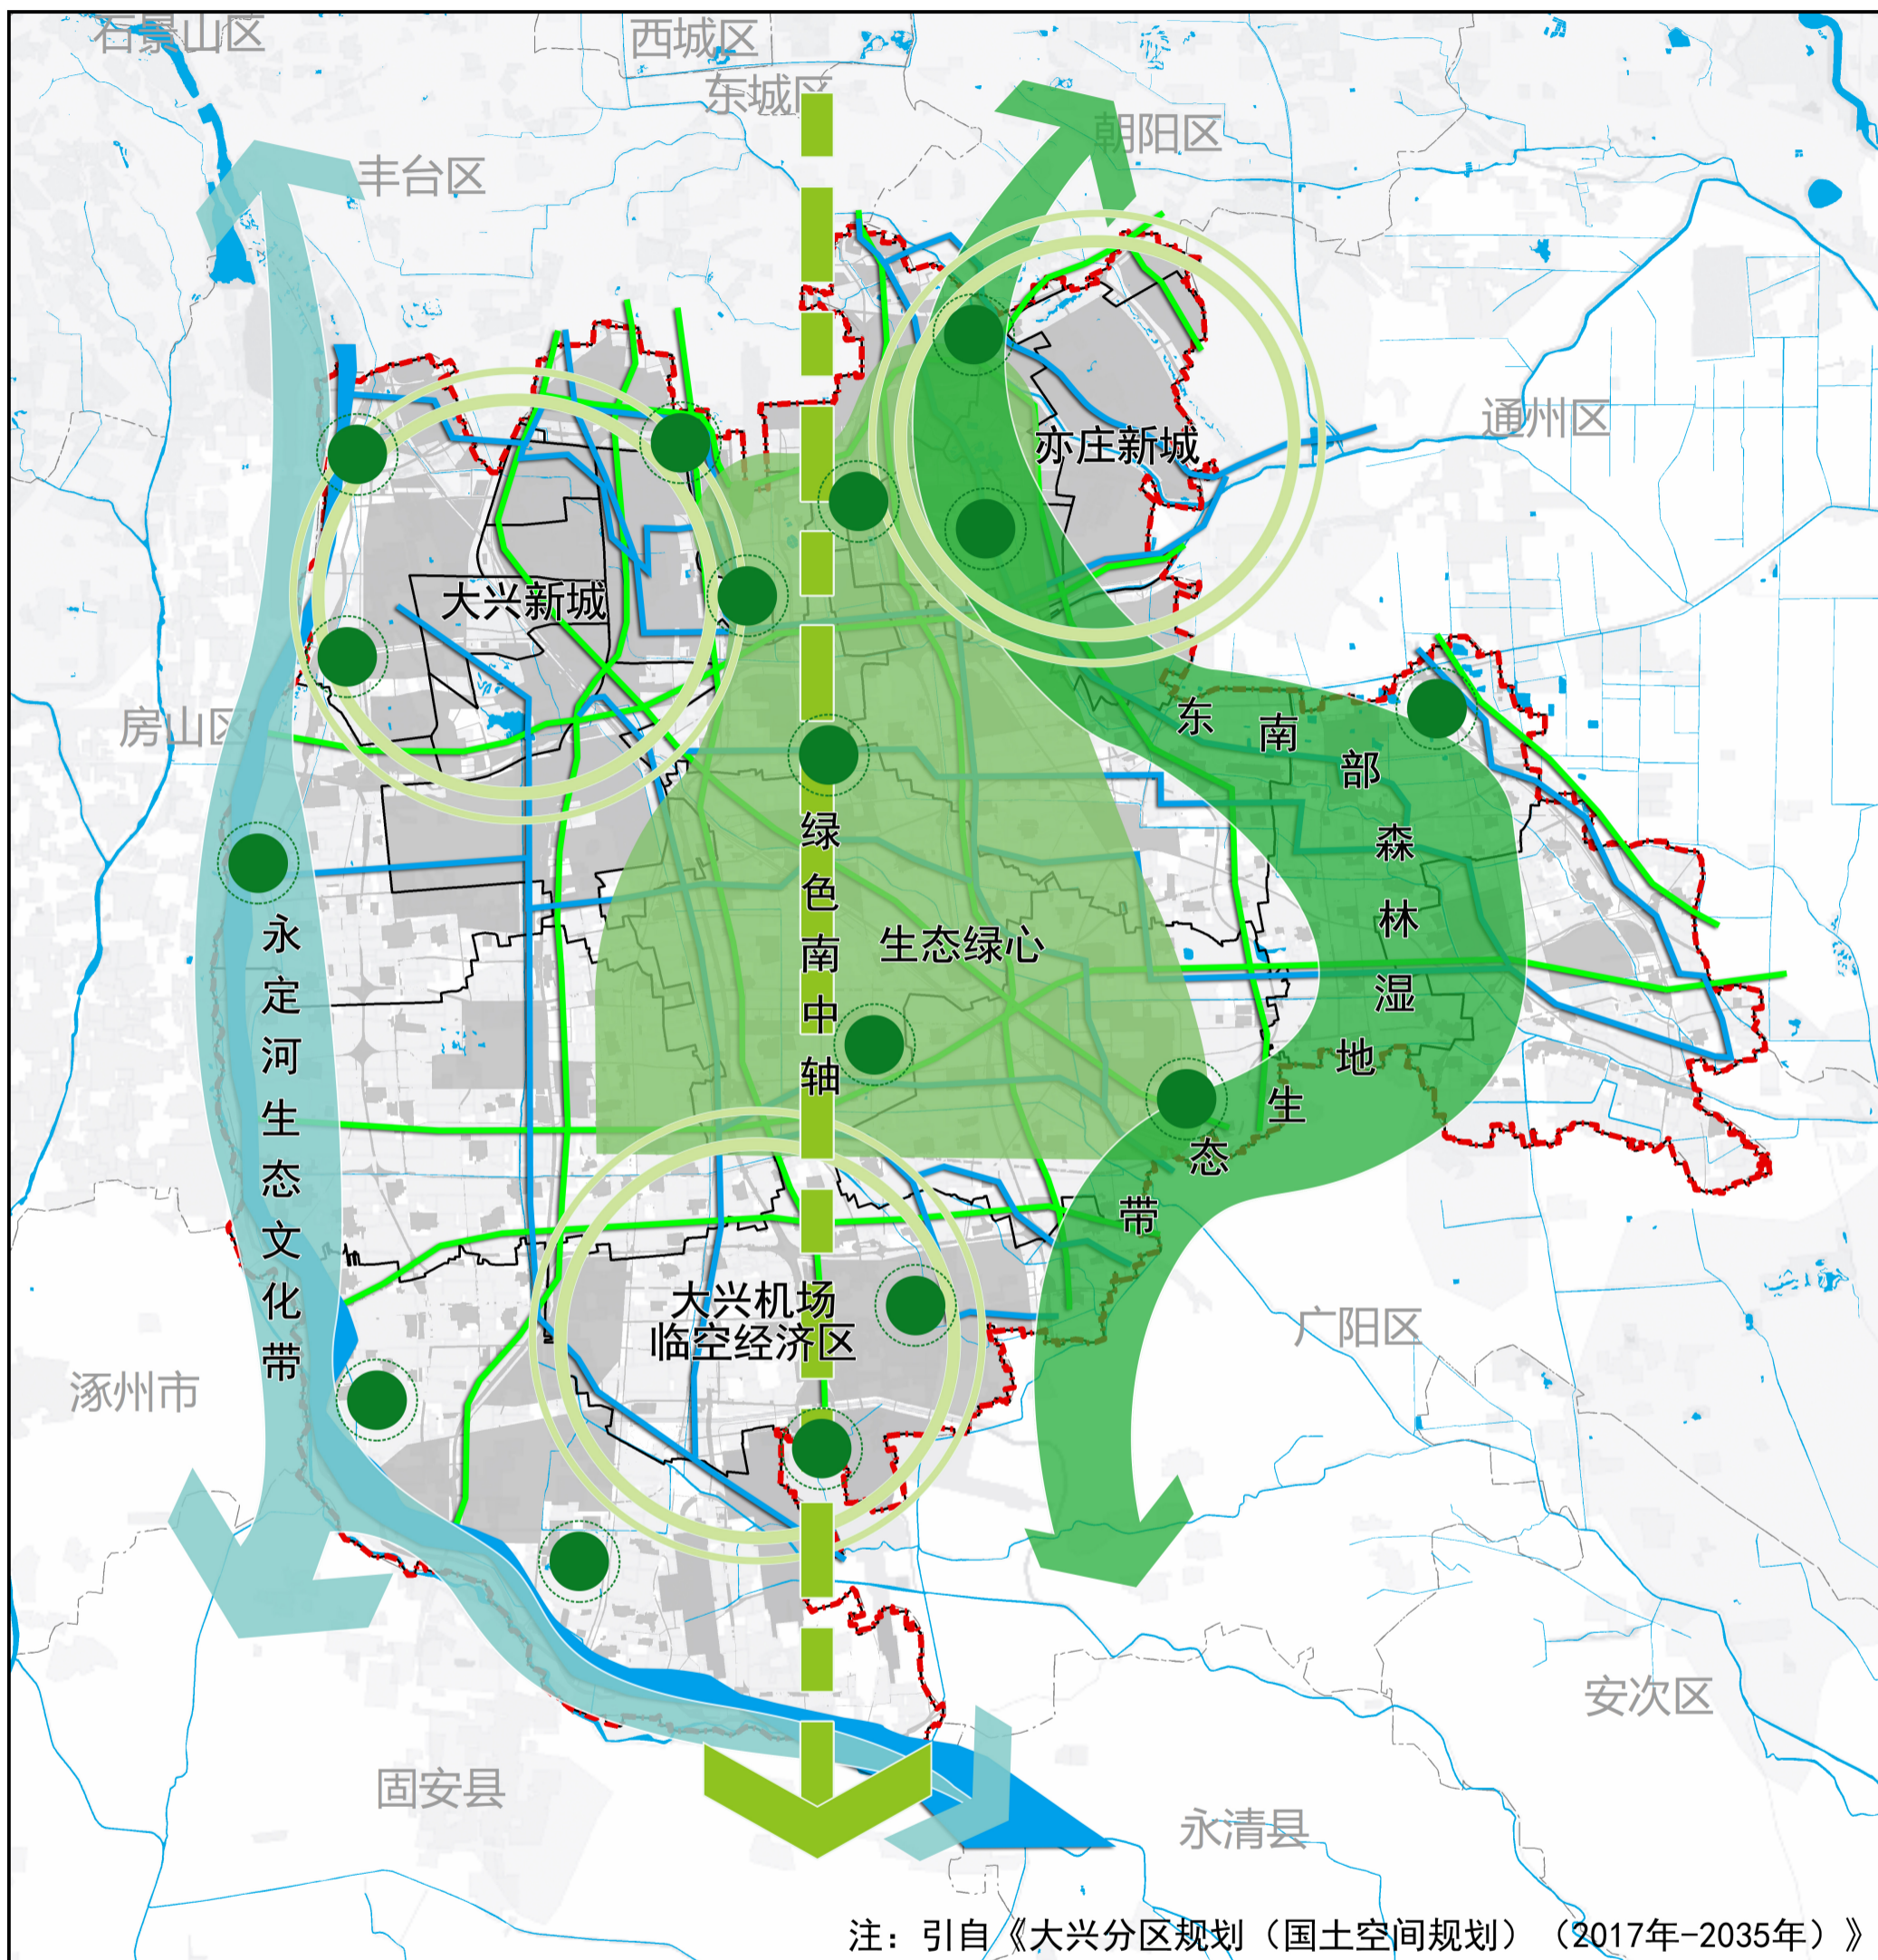 石景山区
西城区
东城区
朝阳区
丰台区
通州区
亦庄新城
大兴新城
房山区
东南部森林湿地生态带
绿色南中轴
生态绿心
永定河生态文化带
大兴机场
临空经济区
广阳区
涿州市
安次区
固安县
永清县
注：引自《大兴分区规划（国土空间规划）（2017年-2035年）》